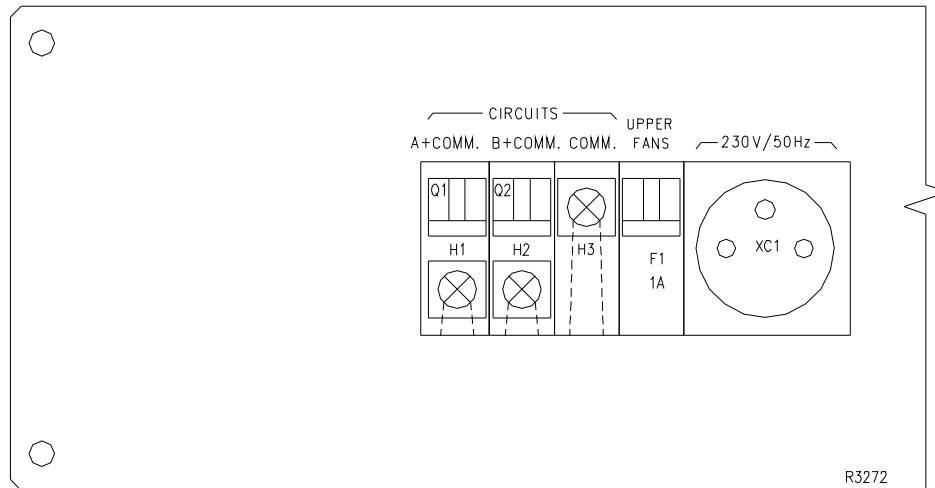 CIRCUITS
UPPER
A+COMM. B+COMM. COMM. FANS 230V/50Hz
Q1 Q2
H1 H2 H3 F1 XC1
1A
R3272